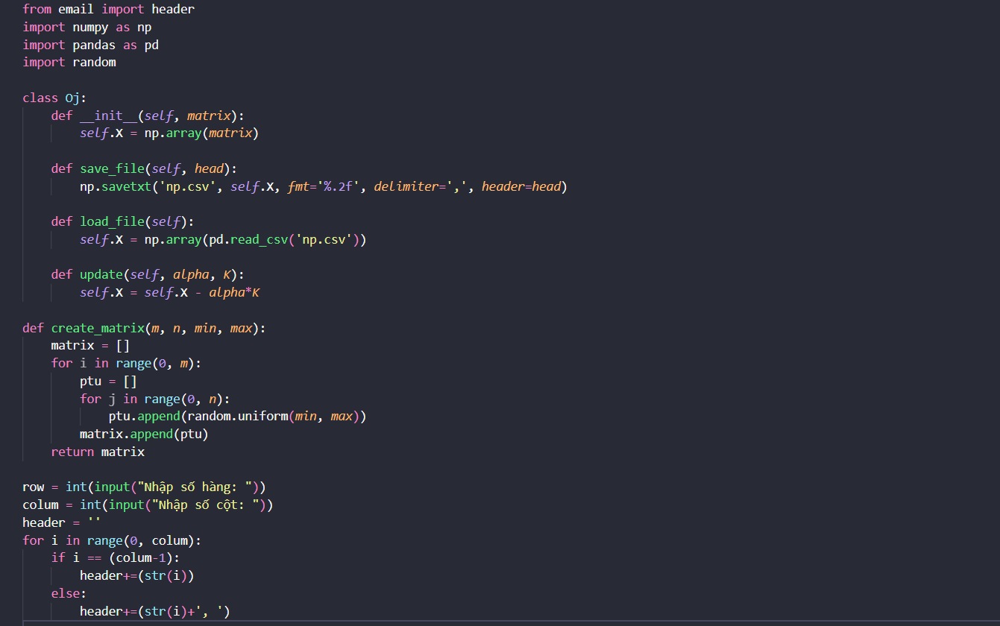 from email import header
import numpy as np
import pandas as pd
import random

class Oj:
    def __init__(self, matrix):
        self.X = np.array(matrix)

    def save_file(self, head):
        np.savetxt('np.csv', self.X, fmt='%.2f', delimiter=',', header=head)

    def load_file(self):
        self.X = np.array(pd.read_csv('np.csv'))

    def update(self, alpha, K):
        self.X = self.X - alpha*K

def create_matrix(m, n, min, max):
    matrix = []
    for i in range(0, m):
        ptu = []
        for j in range(0, n):
            ptu.append(random.uniform(min, max))
        matrix.append(ptu)
    return matrix

row = int(input("Nhập số hàng: "))
colum = int(input("Nhập số cột: "))
header = ''
for i in range(0, colum):
    if i == (colum-1):
        header+=(str(i))
    else:
        header+=(str(i)+', ')